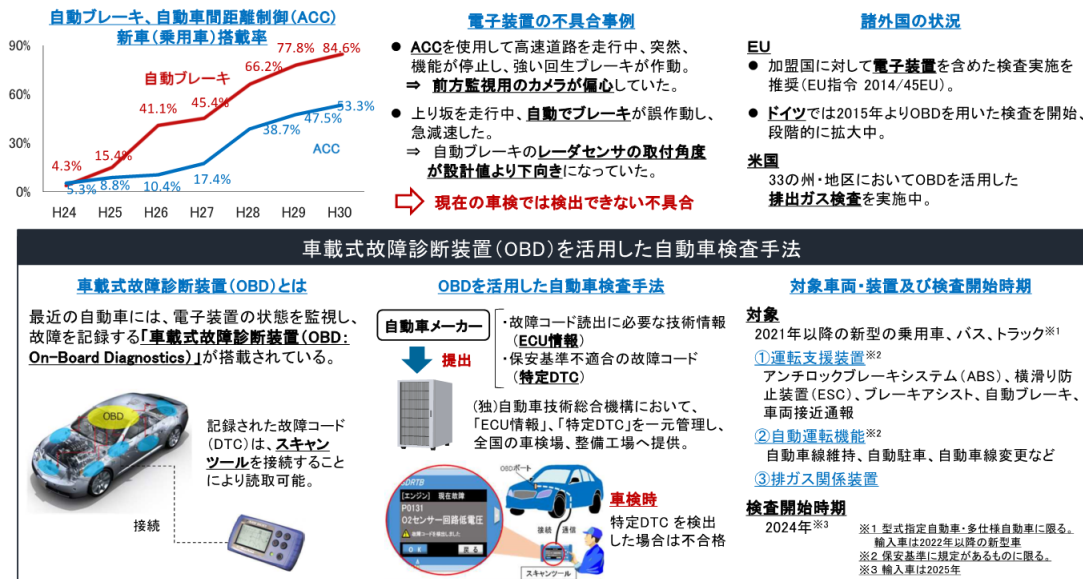 自動ブレーキ、自動車間距離制御(ACC)
新車(乗用車)搭載率
90%
60%
30%
0%
4.3%
15.4%
41.1%
45.4%
66.2%
77.8%
84.6%
自動ブレーキ
5.3%
8.8%
10.4%
17.4%
38.7%
47.5%
53.3%
ACC
H24
H25
H26
H27
H28
H29
H30
電子装置の不具合事例
● ACCを使用して高速道路を走行中、突然、
機能が停止し、強い回生ブレーキが作動。
⇒ 前方監視用のカメラが偏心していた。
● 上り坂を走行中、自動でブレーキが誤作動し、
急減速した。
⇒ 自動ブレーキのレーダセンサの取付角度
が設計値より下向きになっていた。
現在の車検では検出できない不具合
諸外国の状況
EU
● 加盟国に対して電子装置を含めた検査実施を
推奨(EU指令 2014/45EU)。
● ドイツでは2015年よりOBDを用いた検査を開始、
段階的に拡大中。
米国
33の州・地区においてOBDを活用した
排出ガス検査を実施中。
車載式故障診断装置(OBD)を活用した自動車検査手法
車載式故障診断装置(OBD)とは
最近の自動車には、電子装置の状態を監視し、
故障を記録する「車載式故障診断装置(OBD:
On-Board Diagnostics)」が搭載されている。
OBD
記録された故障コード
(DTC)は、スキャン
ツールを接続すること
により読取可能。
接続
OBDを活用した自動車検査手法
自動車メーカー
提出
・故障コード読出に必要な技術情報
(ECU情報)
・保安基準不適合の故障コード
(特定DTC)
(独)自動車技術総合機構において、
「ECU情報」、「特定DTC」を一元管理し、
全国の車検場、整備工場へ提供。
OBDポート
[エンジン] 現在故障
P0131
O2センサー回路低電圧
故障コードを検出しました
OK
戻る
接続
通信
スキャンツール
車検時
特定DTC を検出
した場合は不合格
対象車両・装置及び検査開始時期
対象
2021年以降の新型の乗用車、バス、トラック※1
①運転支援装置※2
アンチロックブレーキシステム(ABS)、横滑り防
止装置(ESC)、ブレーキアシスト、自動ブレーキ、
車両接近通報
②自動運転機能※2
自動車線維持、自動駐車、自動車線変更など
③排ガス関係装置
検査開始時期
2024年※3
※1 型式指定自動車・多仕様自動車に限る。
輸入車は2022年以降の新型車
※2 保安基準に規定があるものに限る。
※3 輸入車は2025年